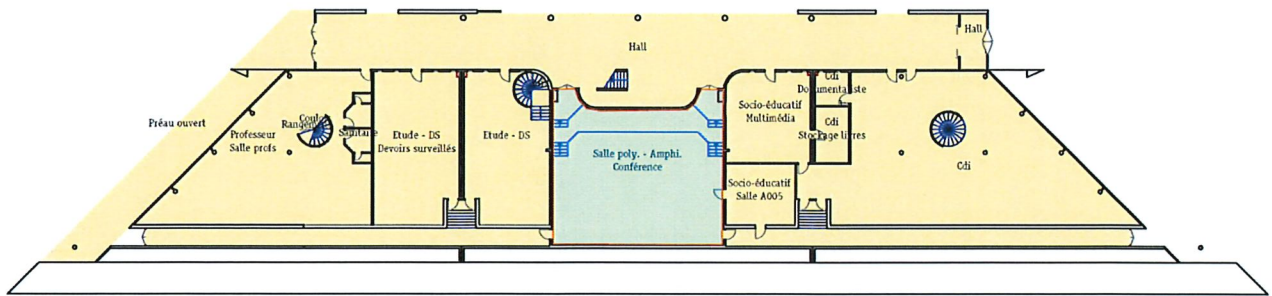 Hall
Hall
Préau ouvert
Professeur
Salle profs
Rangement
Sanitaire
Etude - DS
Devoirs surveillés
Etude - DS
Salle poly. - Amphi.
Conférence
Socio-éducatif
Multimédia
Socio-éducatif
Salle A005
Cdi
Documentaliste
Cdi
Stockage livres
Cdi